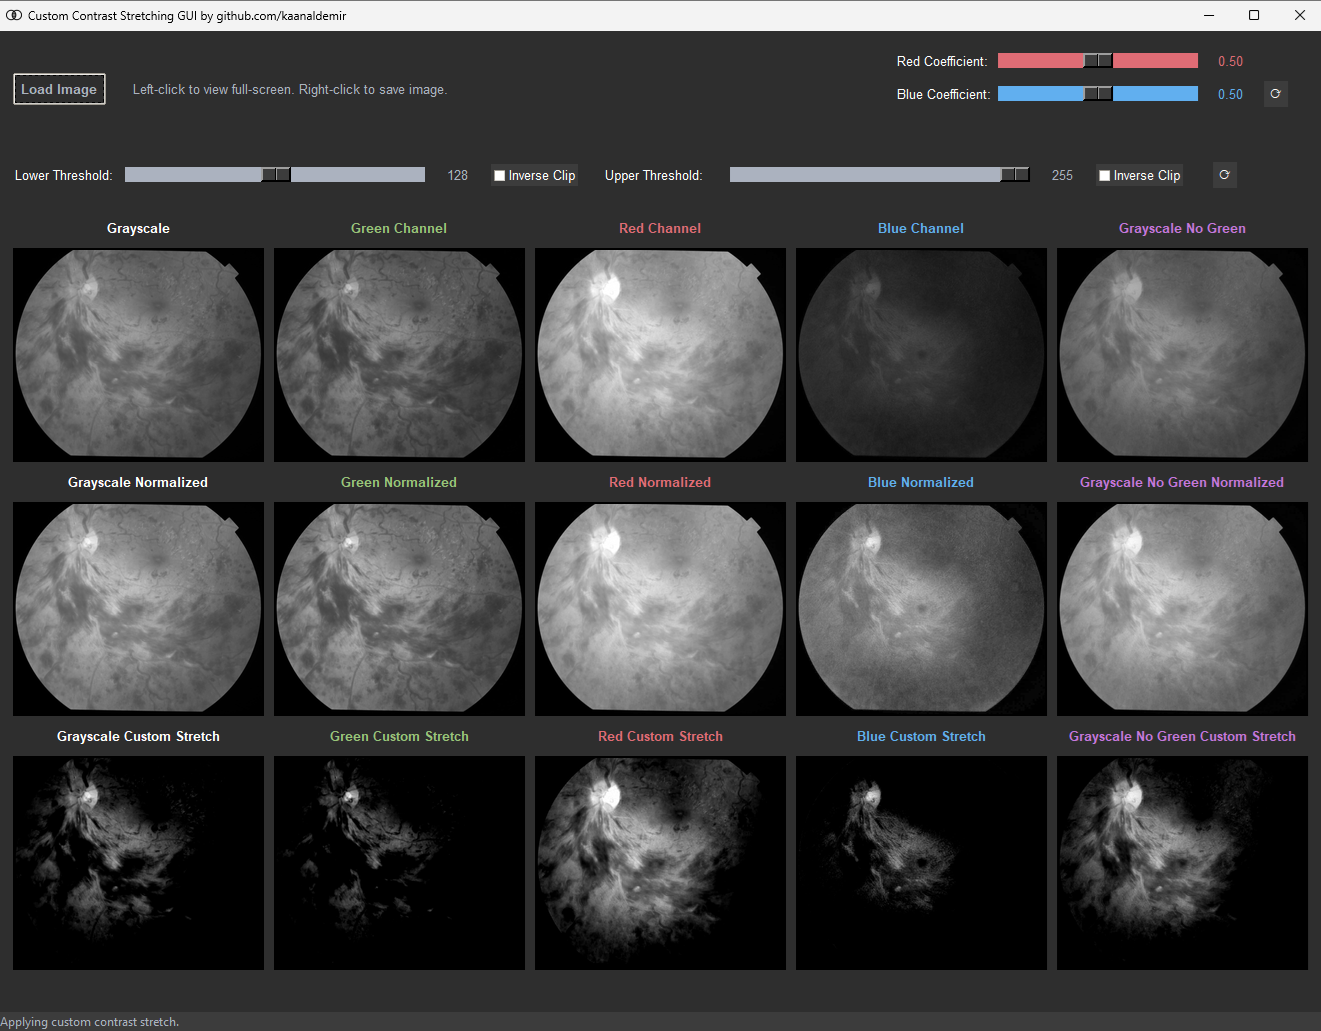 Custom Contrast Stretching GUI by github.com/kaanaldemir
Load Image
Left-click to view full-screen. Right-click to save image.
Red Coefficient: 0.50
Blue Coefficient: 0.50
Lower Threshold: 128 Inverse Clip Upper Threshold: 255 Inverse Clip
Grayscale Green Channel Red Channel Blue Channel Grayscale No Green
Grayscale Normalized Green Normalized Red Normalized Blue Normalized Grayscale No Green Normalized
Grayscale Custom Stretch Green Custom Stretch Red Custom Stretch Blue Custom Stretch Grayscale No Green Custom Stretch
Applying custom contrast stretch.